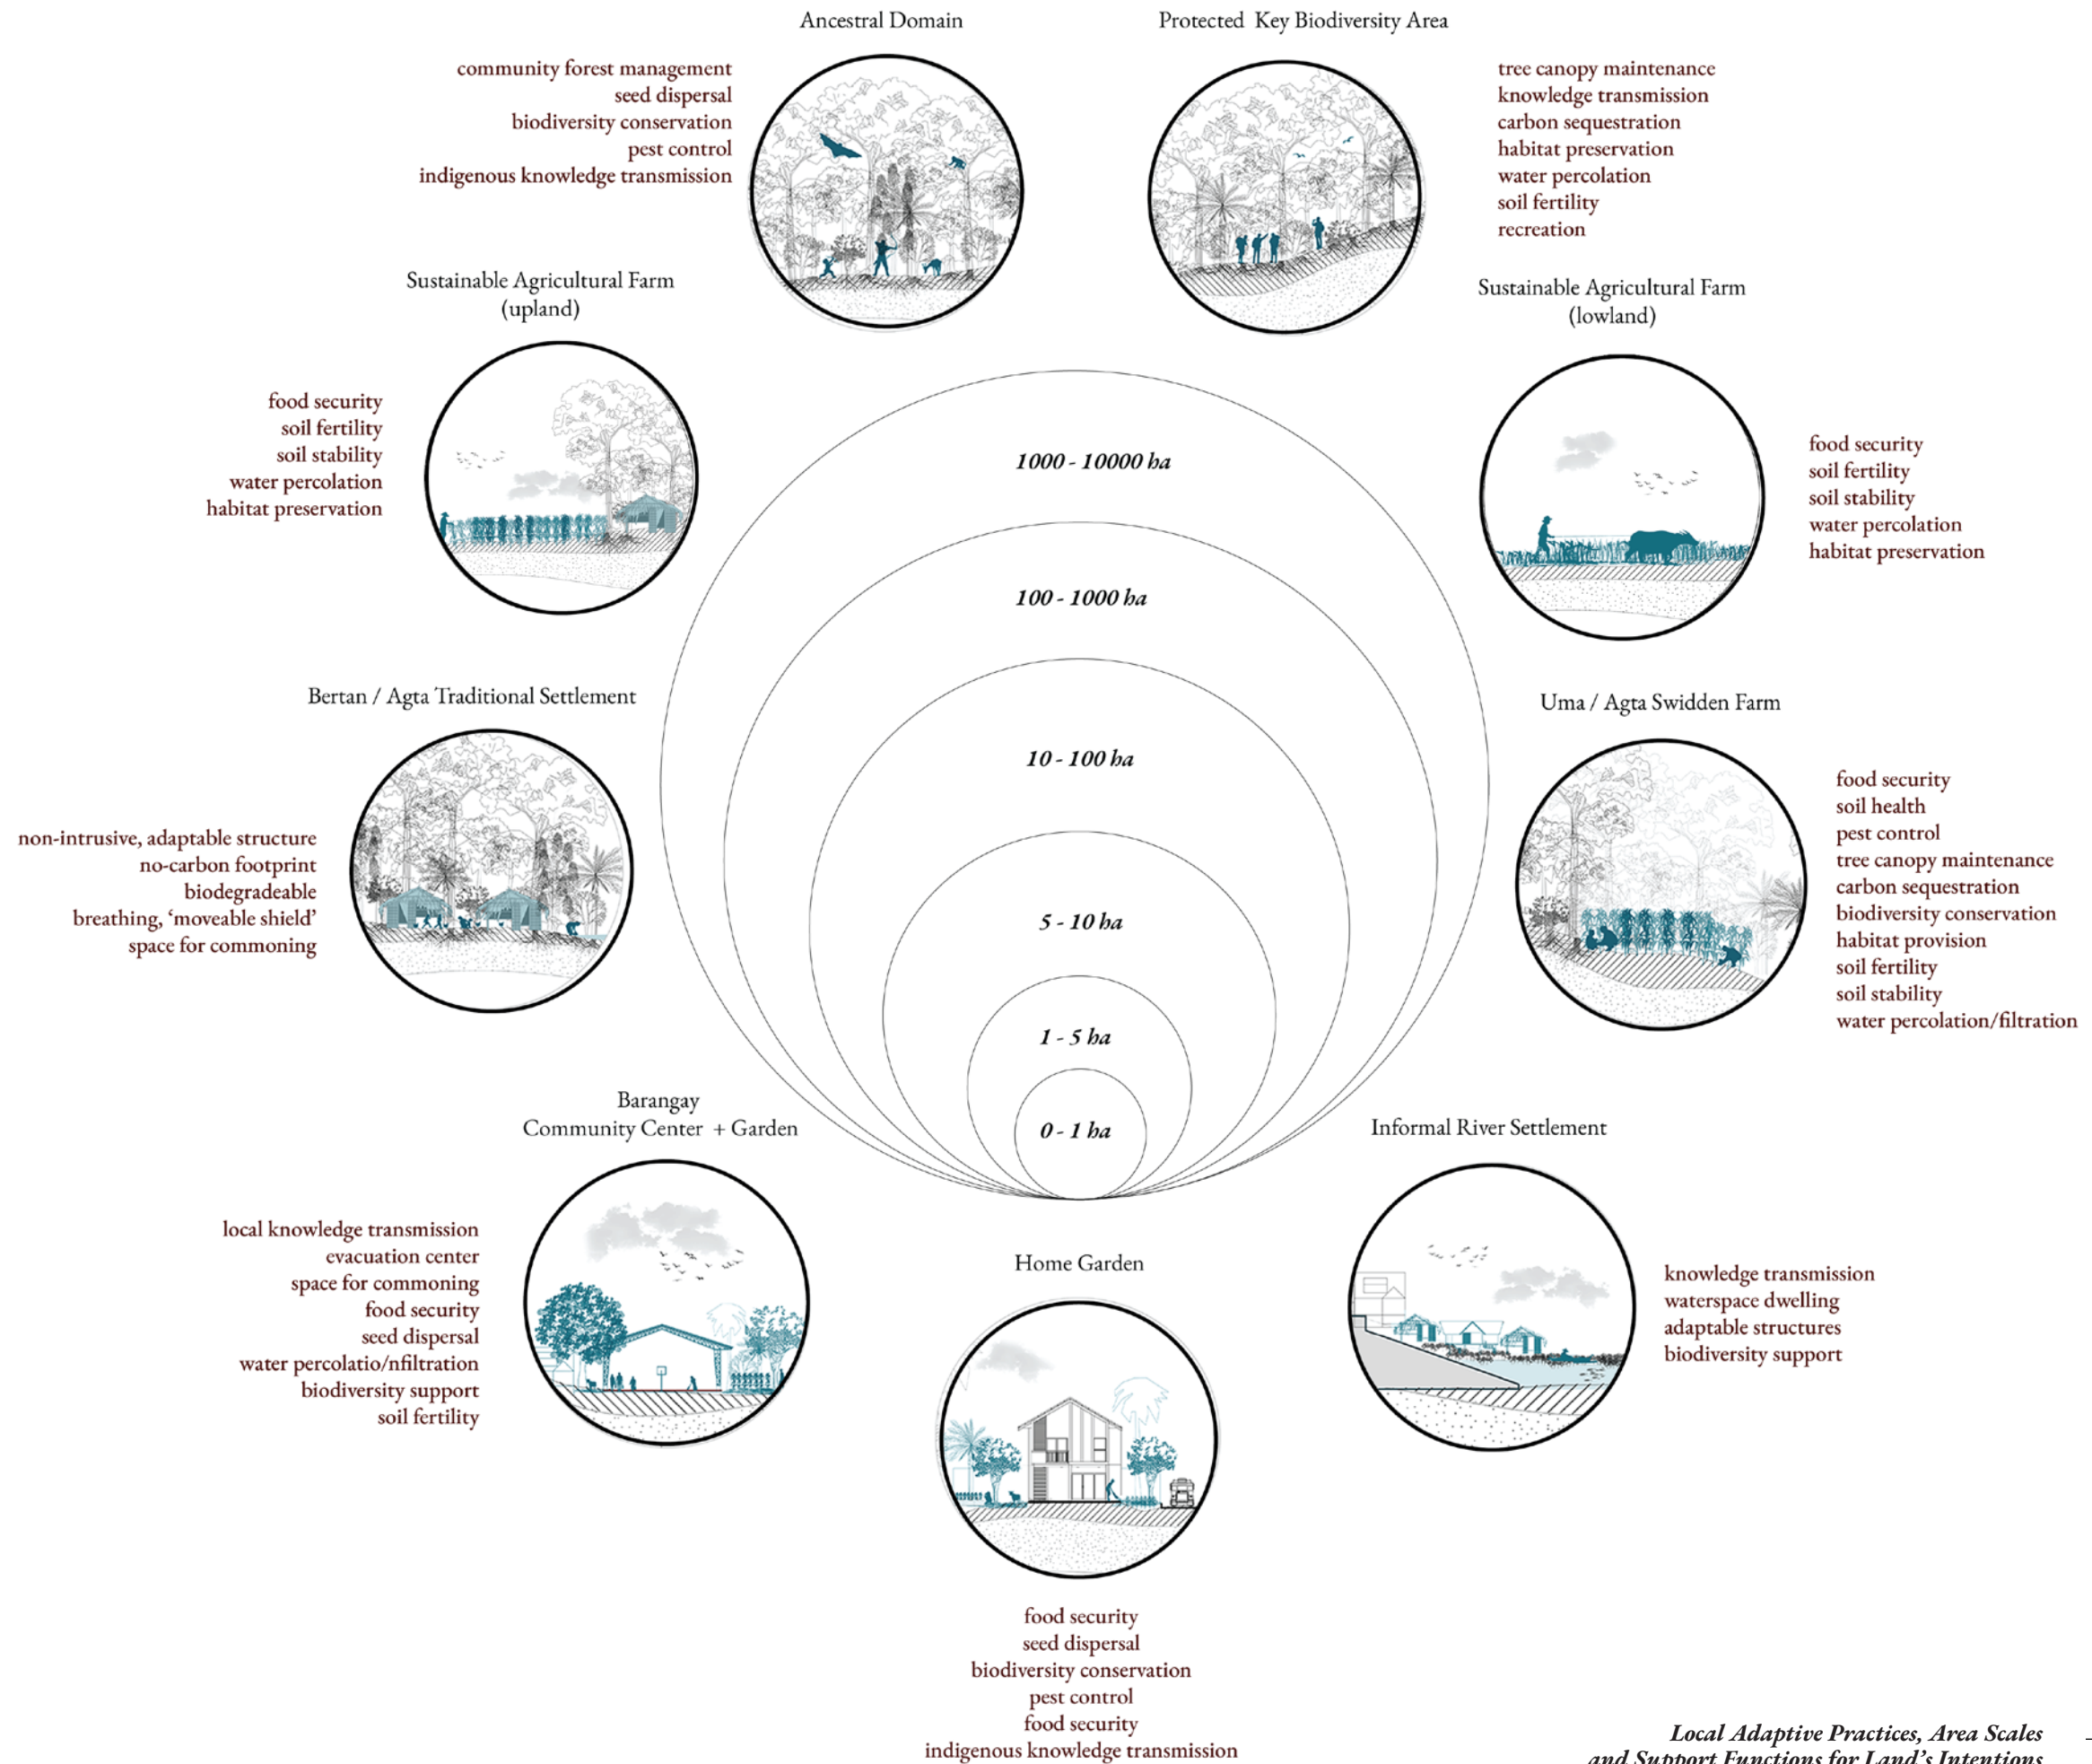 Ancestral Domain
community forest management
seed dispersal
biodiversity conservation
pest control
indigenous knowledge transmission
Protected Key Biodiversity Area
tree canopy maintenance
knowledge transmission
carbon sequestration
habitat preservation
water percolation
soil fertility
recreation
Sustainable Agricultural Farm
(upland)
food security
soil fertility
soil stability
water percolation
habitat preservation
Sustainable Agricultural Farm
(lowland)
food security
soil fertility
soil stability
water percolation
habitat preservation
1000 - 10000 ha
100 - 1000 ha
10 - 100 ha
5 - 10 ha
1 - 5 ha
0 - 1 ha
Bertan / Agta Traditional Settlement
non-intrusive, adaptable structure
no-carbon footprint
biodegradeable
breathing, ‘moveable shield’
space for commoning
Uma / Agta Swidden Farm
food security
soil health
pest control
tree canopy maintenance
carbon sequestration
biodiversity conservation
habitat provision
soil fertility
soil stability
water percolation/filtration
Barangay
Community Center + Garden
local knowledge transmission
evacuation center
space for commoning
food security
seed dispersal
water percolatio/nfiltration
biodiversity support
soil fertility
Informal River Settlement
knowledge transmission
waterspace dwelling
adaptable structures
biodiversity support
Home Garden
food security
seed dispersal
biodiversity conservation
pest control
food security
indigenous knowledge transmission
Local Adaptive Practices, Area Scales
and Support Functions for Land’s Intentions